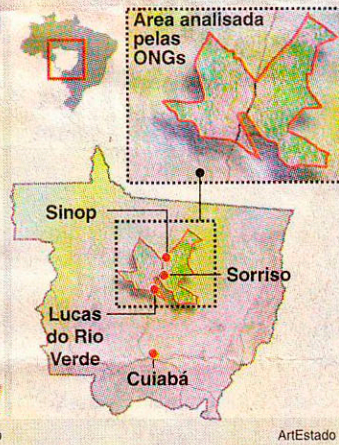 Área analisada
pelas
ONGs
Sinop
Sorriso
Lucas
do Rio
Verde
Cuiabá
ArtEstado